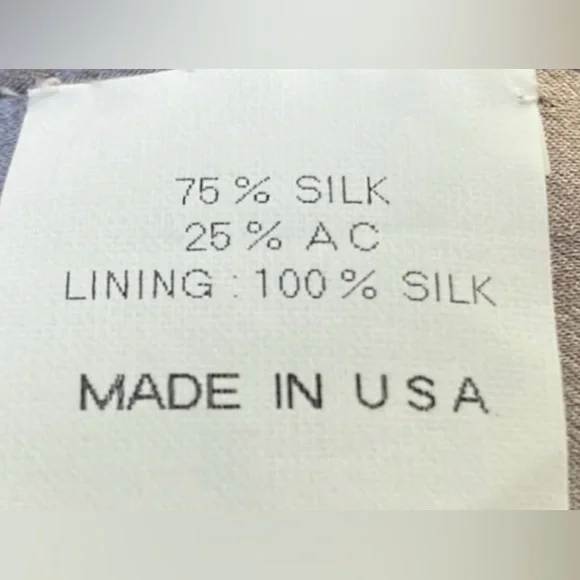 75% SILK
25% AC
LINING : 100% SILK
MADE IN USA